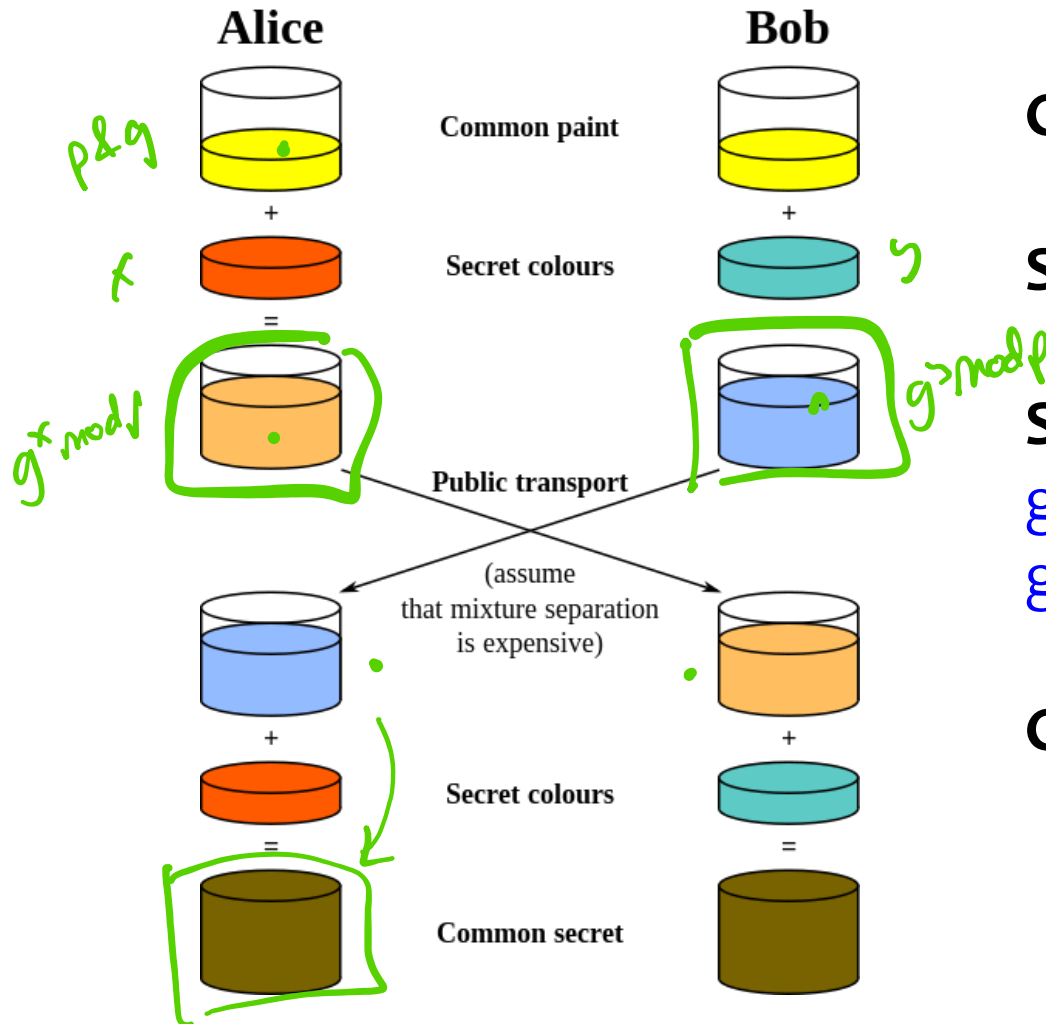 Alice Bob
p&g
Common paint
C
+ +
x
Secret colours
y
S
= =
g^x mod p
g^y mod p
S
Public transport
g
g
(assume
that mixture separation
is expensive)
+ +
C
Secret colours
= =
Common secret